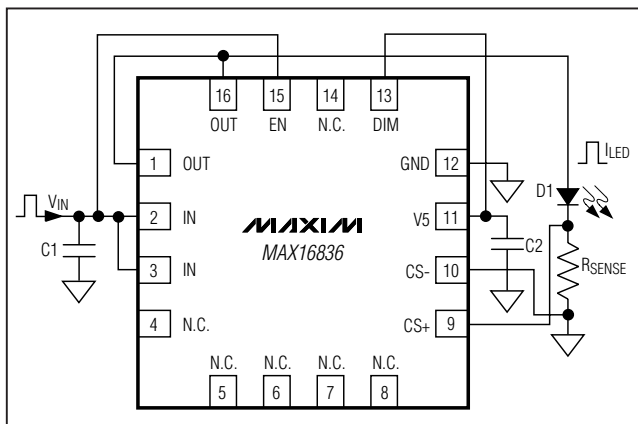 16 15 14 13
OUT EN N.C. DIM
1 OUT
GND 12
I_LED
V_IN
2 IN
D1
V5 11
MAXIM
MAX16836
C1
3 IN
CS- 10
C2
R_SENSE
4 N.C.
CS+ 9
N.C. N.C. N.C. N.C.
5 6 7 8